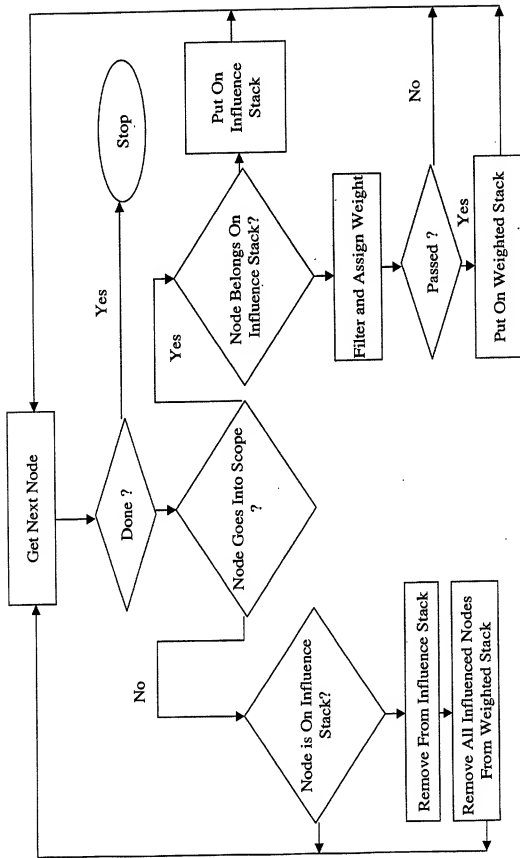 Get Next Node
Done ?
Yes
Stop
Node Goes Into Scope
?
Yes
No
Node Belongs On
Influence Stack?
Put On
Influence
Stack
Filter and Assign Weight
Passed ?
No
Yes
Put On Weighted Stack
Node is On Influence
Stack?
Remove From Influence Stack
Remove All Influenced Nodes
From Weighted Stack